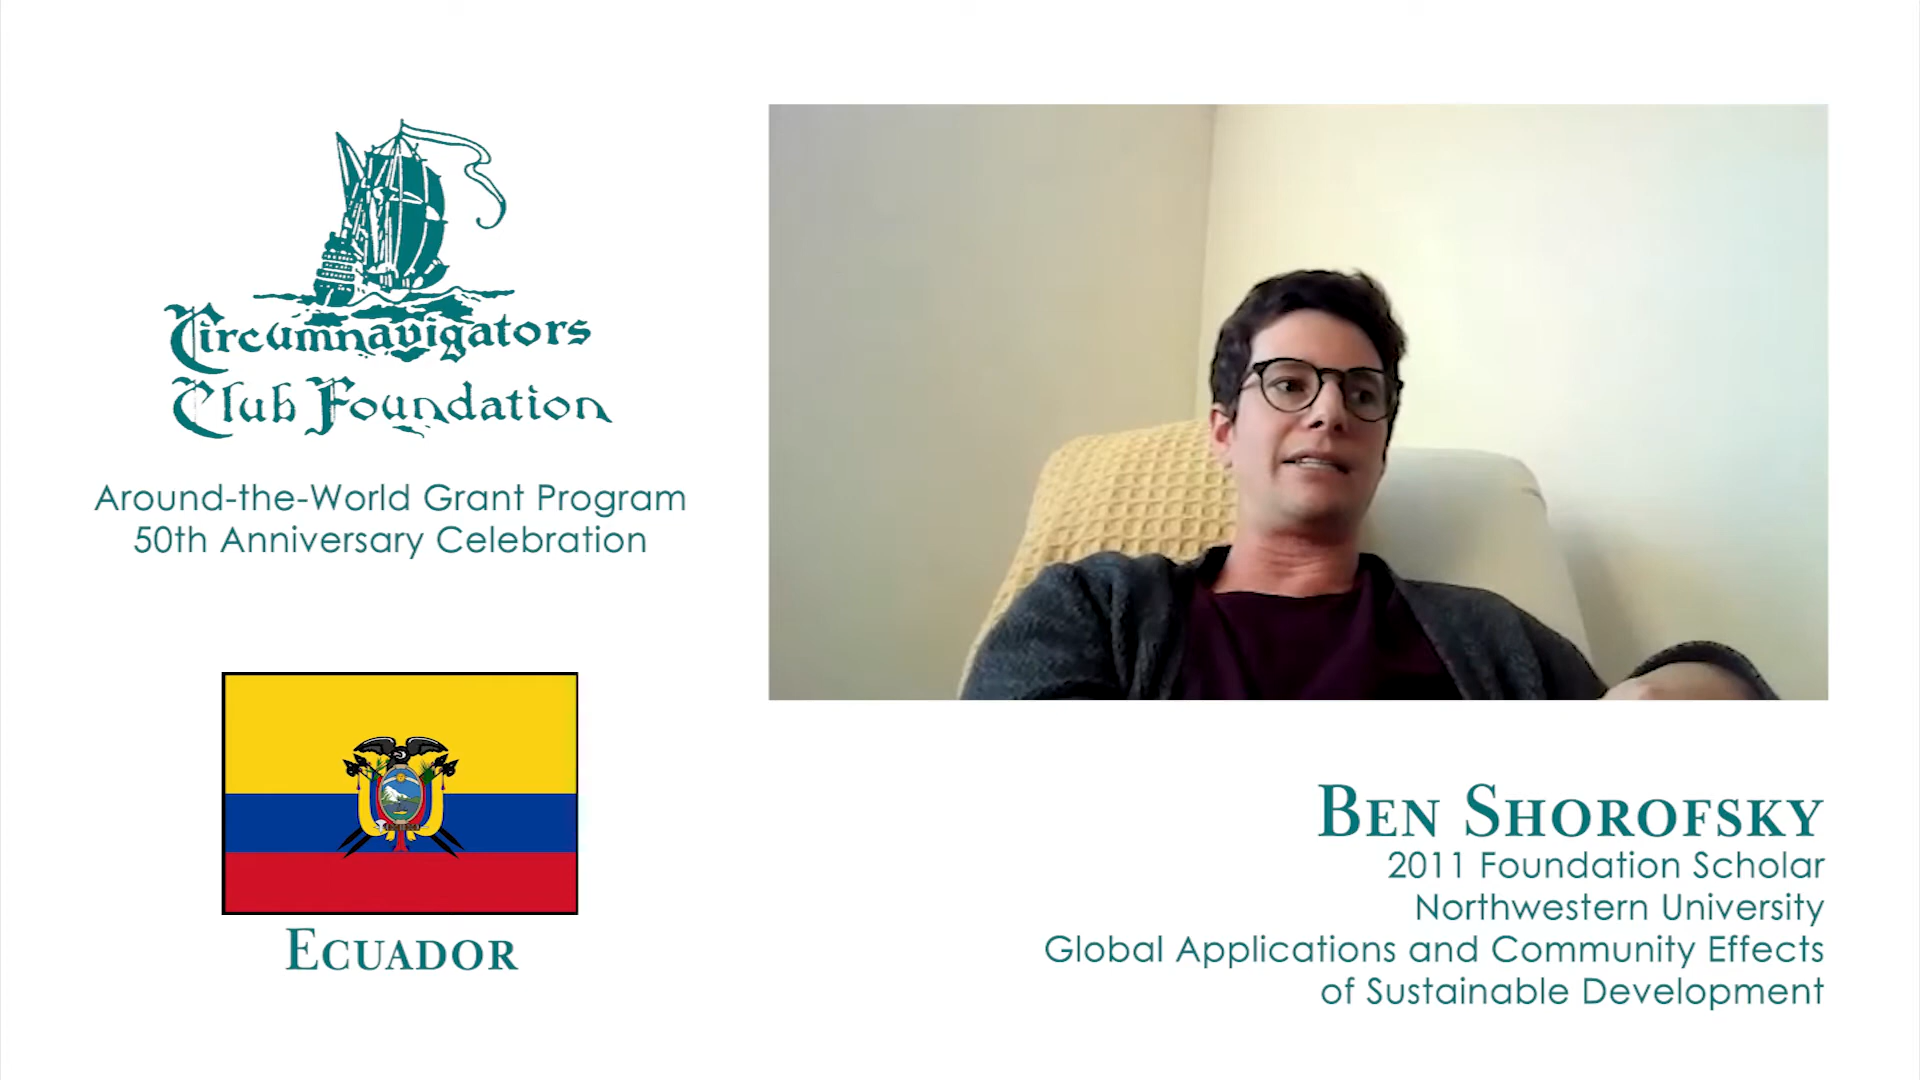 Circumnavigators
Club Foundation
Around-the-World Grant Program
50th Anniversary Celebration
Ecuador
Ben Shorofsky
2011 Foundation Scholar
Northwestern University
Global Applications and Community Effects
of Sustainable Development